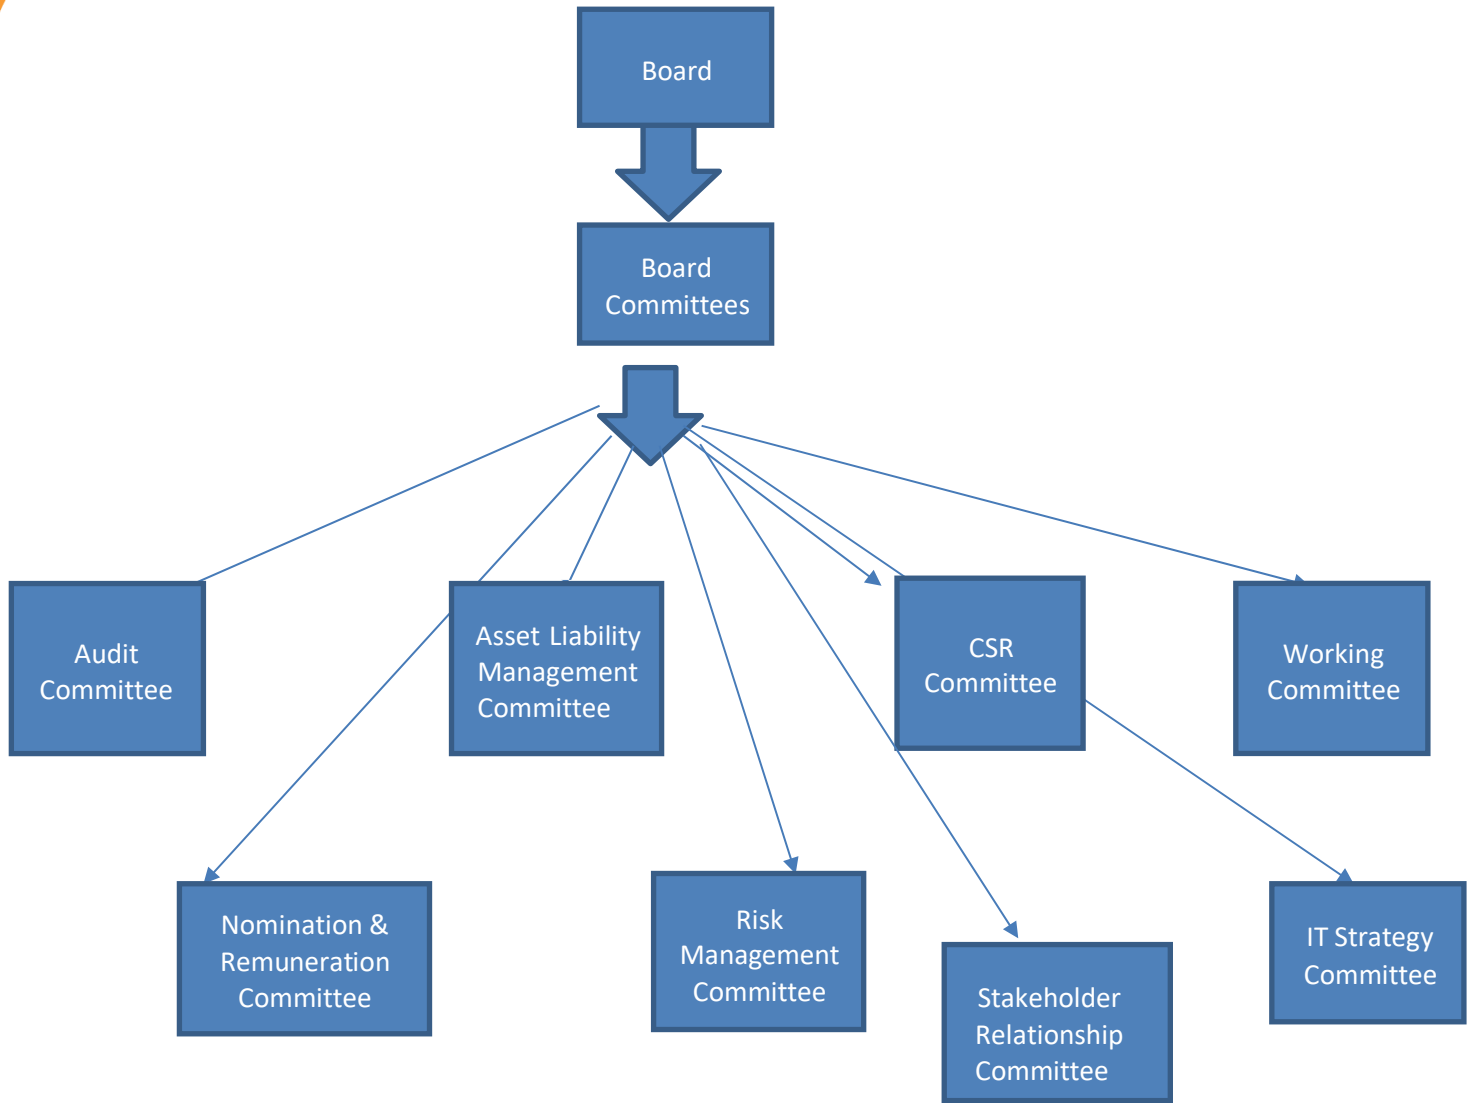 Board
Board
Committees
Audit
Committee
Asset Liability
Management
Committee
CSR
Committee
Working
Committee
Nomination &
Remuneration
Committee
Risk
Management
Committee
Stakeholder
Relationship
Committee
IT Strategy
Committee